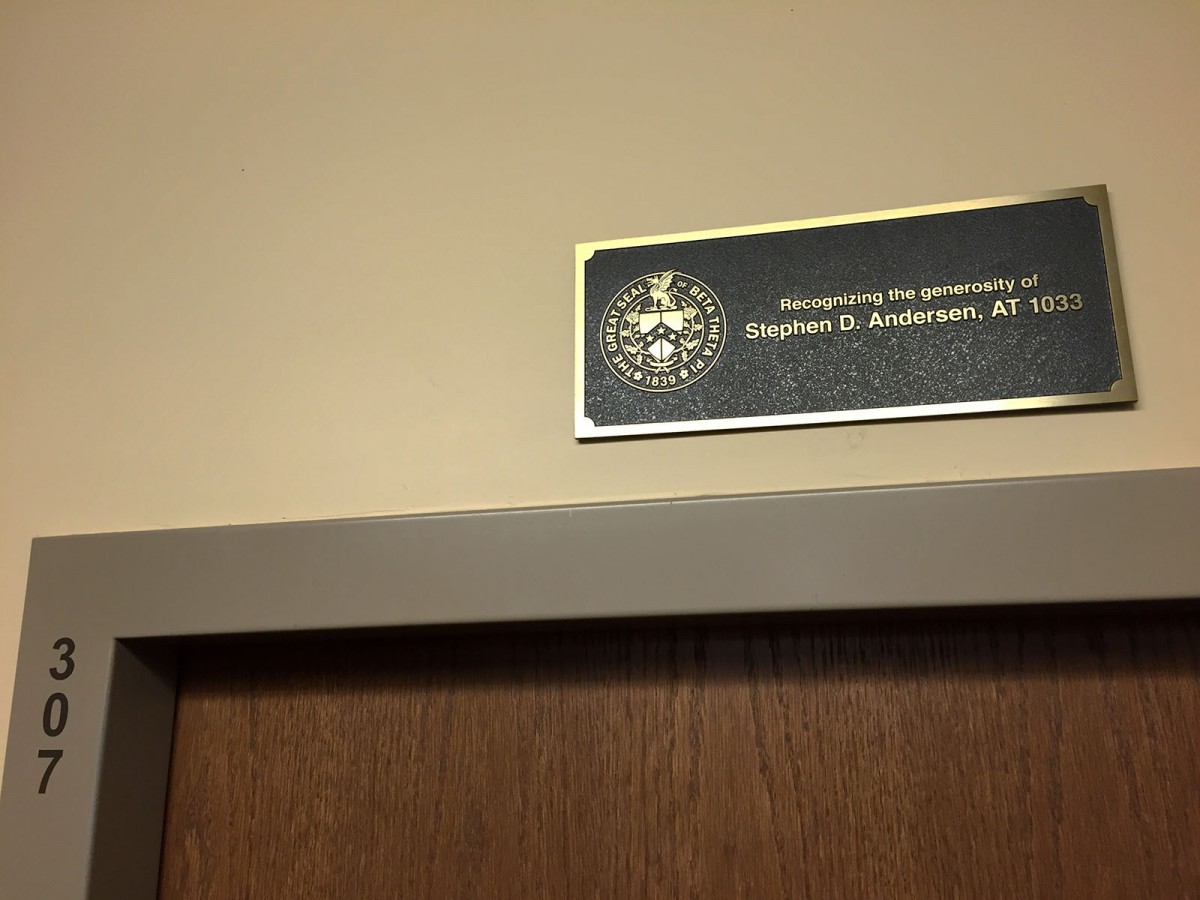 THE GREAT SEAL OF BETA THETA PI
1839
Recognizing the generosity of
Stephen D. Andersen, AT 1033
3
0
7